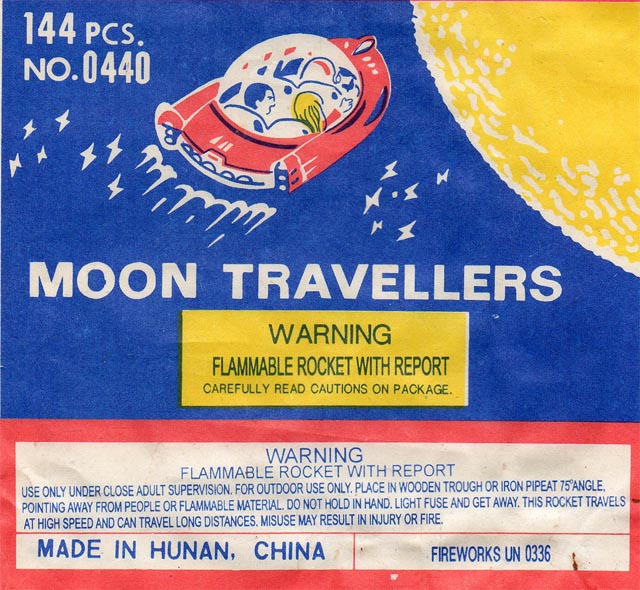 144 PCS.
NO. 0440
MOON TRAVELLERS
WARNING
FLAMMABLE ROCKET WITH REPORT
CAREFULLY READ CAUTIONS ON PACKAGE.
WARNING
FLAMMABLE ROCKET WITH REPORT
USE ONLY UNDER CLOSE ADULT SUPERVISION. FOR OUTDOOR USE ONLY. PLACE IN WOODEN TROUGH OR IRON PIPEAT 75°ANGLE,
POINTING AWAY FROM PEOPLE OR FLAMMABLE MATERIAL. DO NOT HOLD IN HAND. LIGHT FUSE AND GET AWAY. THIS ROCKET TRAVELS
AT HIGH SPEED AND CAN TRAVEL LONG DISTANCES. MISUSE MAY RESULT IN INJURY OR FIRE.
MADE IN HUNAN, CHINA
FIREWORKS UN 0336